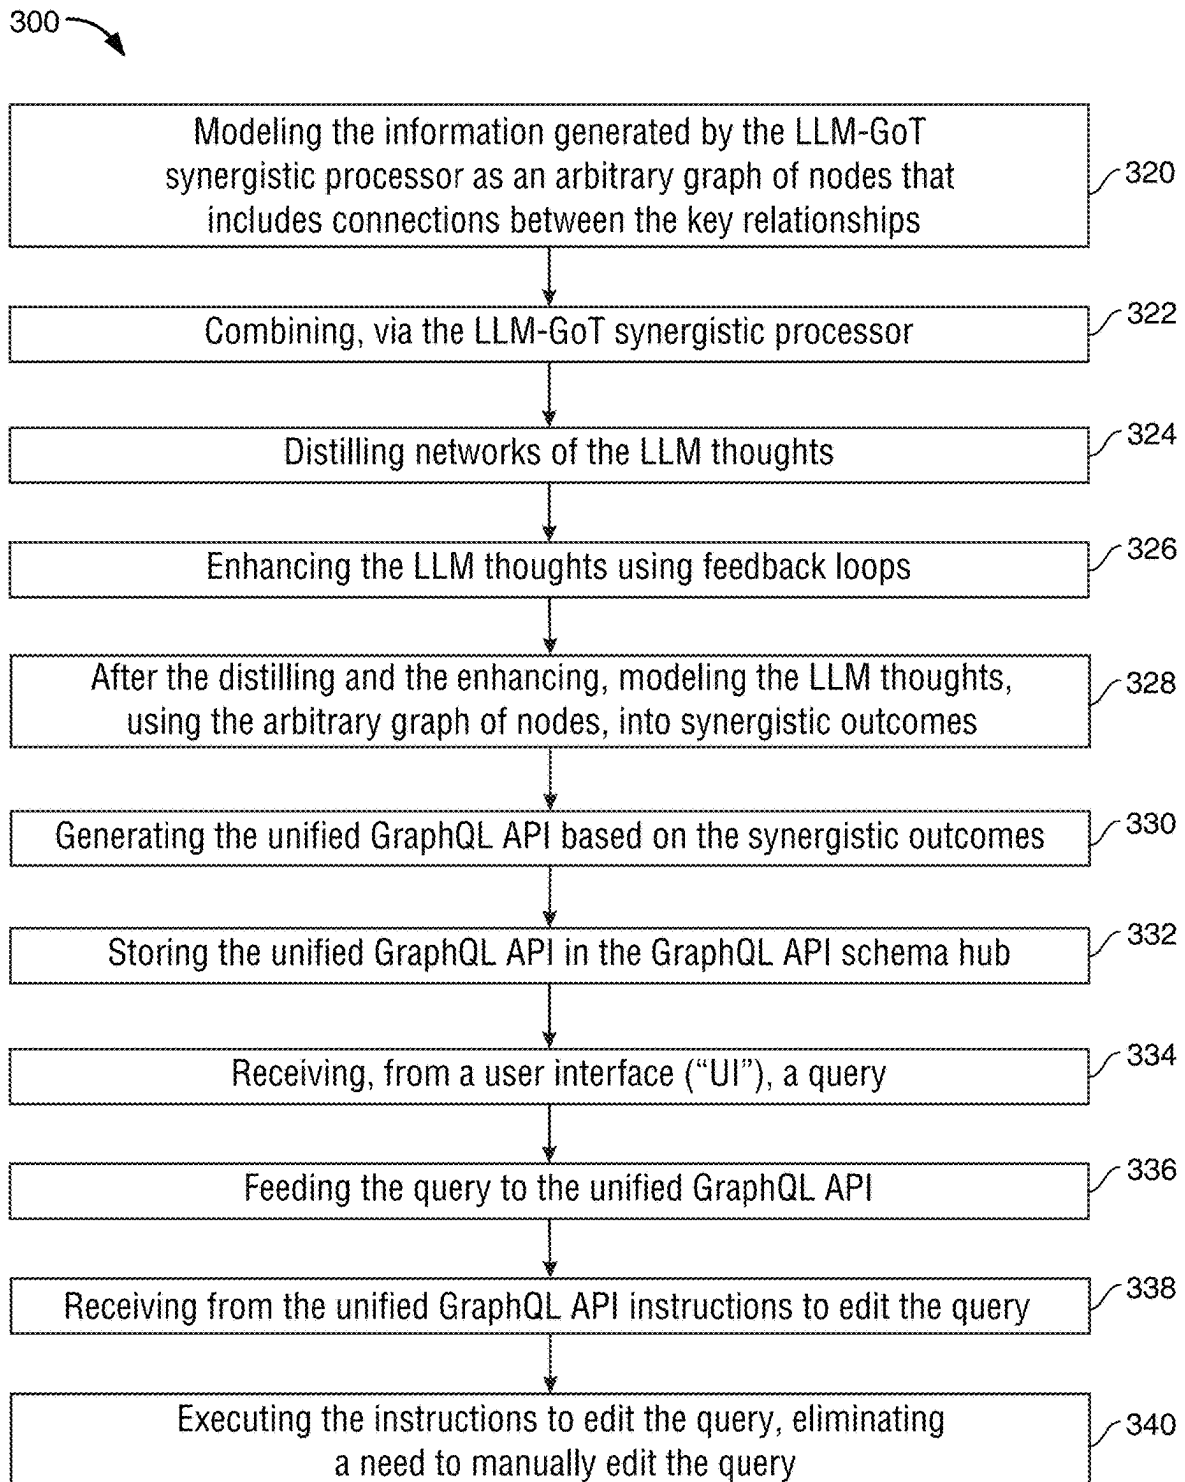 300
Modeling the information generated by the LLM-GoT
synergistic processor as an arbitrary graph of nodes that
includes connections between the key relationships
320
Combining, via the LLM-GoT synergistic processor
322
Distilling networks of the LLM thoughts
324
Enhancing the LLM thoughts using feedback loops
326
After the distilling and the enhancing, modeling the LLM thoughts,
using the arbitrary graph of nodes, into synergistic outcomes
328
Generating the unified GraphQL API based on the synergistic outcomes
330
Storing the unified GraphQL API in the GraphQL API schema hub
332
Receiving, from a user interface (“UI”), a query
334
Feeding the query to the unified GraphQL API
336
Receiving from the unified GraphQL API instructions to edit the query
338
Executing the instructions to edit the query, eliminating
a need to manually edit the query
340